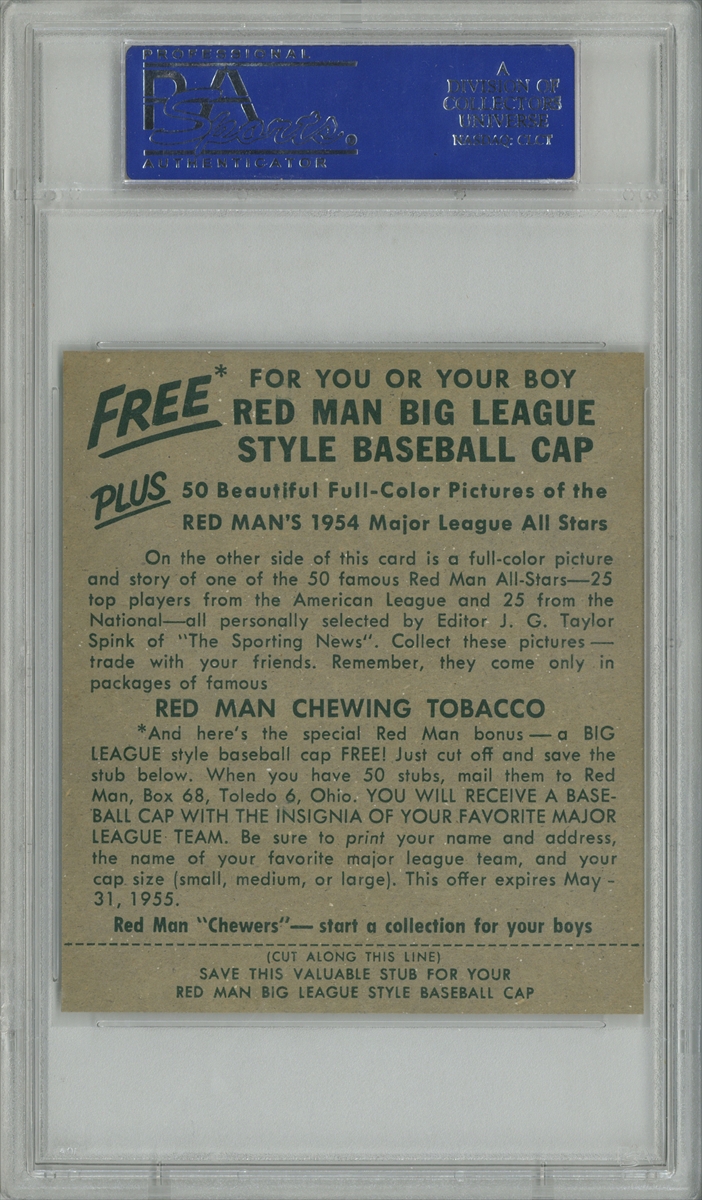 PROFESSIONAL
PSA
Sports
AUTHENTICATOR
A
DIVISION OF
COLLECTORS
UNIVERSE
NASDAQ: CLCT
FREE* FOR YOU OR YOUR BOY
RED MAN BIG LEAGUE
STYLE BASEBALL CAP
PLUS 50 Beautiful Full-Color Pictures of the
RED MAN'S 1954 Major League All Stars
On the other side of this card is a full-color picture
and story of one of the 50 famous Red Man All-Stars—25
top players from the American League and 25 from the
National—all personally selected by Editor J. G. Taylor
Spink of "The Sporting News". Collect these pictures—
trade with your friends. Remember, they come only in
packages of famous
RED MAN CHEWING TOBACCO
*And here's the special Red Man bonus—a BIG
LEAGUE style baseball cap FREE! Just cut off and save the
stub below. When you have 50 stubs, mail them to Red
Man, Box 68, Toledo 6, Ohio. YOU WILL RECEIVE A BASE-
BALL CAP WITH THE INSIGNIA OF YOUR FAVORITE MAJOR
LEAGUE TEAM. Be sure to print your name and address,
the name of your favorite major league team, and your
cap size (small, medium, or large). This offer expires May -
31, 1955.
Red Man "Chewers"—start a collection for your boys
(CUT ALONG THIS LINE)
SAVE THIS VALUABLE STUB FOR YOUR
RED MAN BIG LEAGUE STYLE BASEBALL CAP